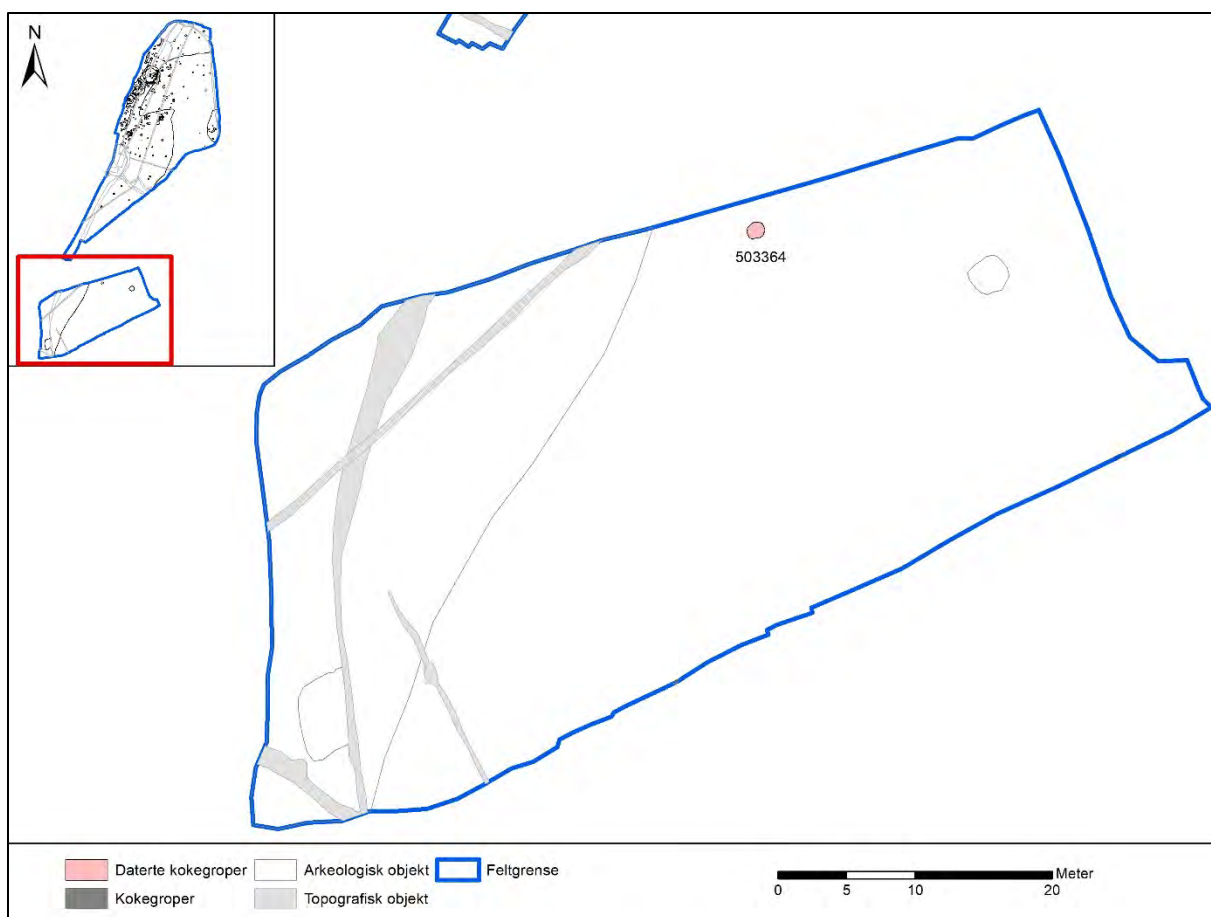 N
503364
Daterte kokegroper
Arkeologisk objekt
Feltgrense
Kokegroper
Topografisk objekt
Meter
0 5 10 20